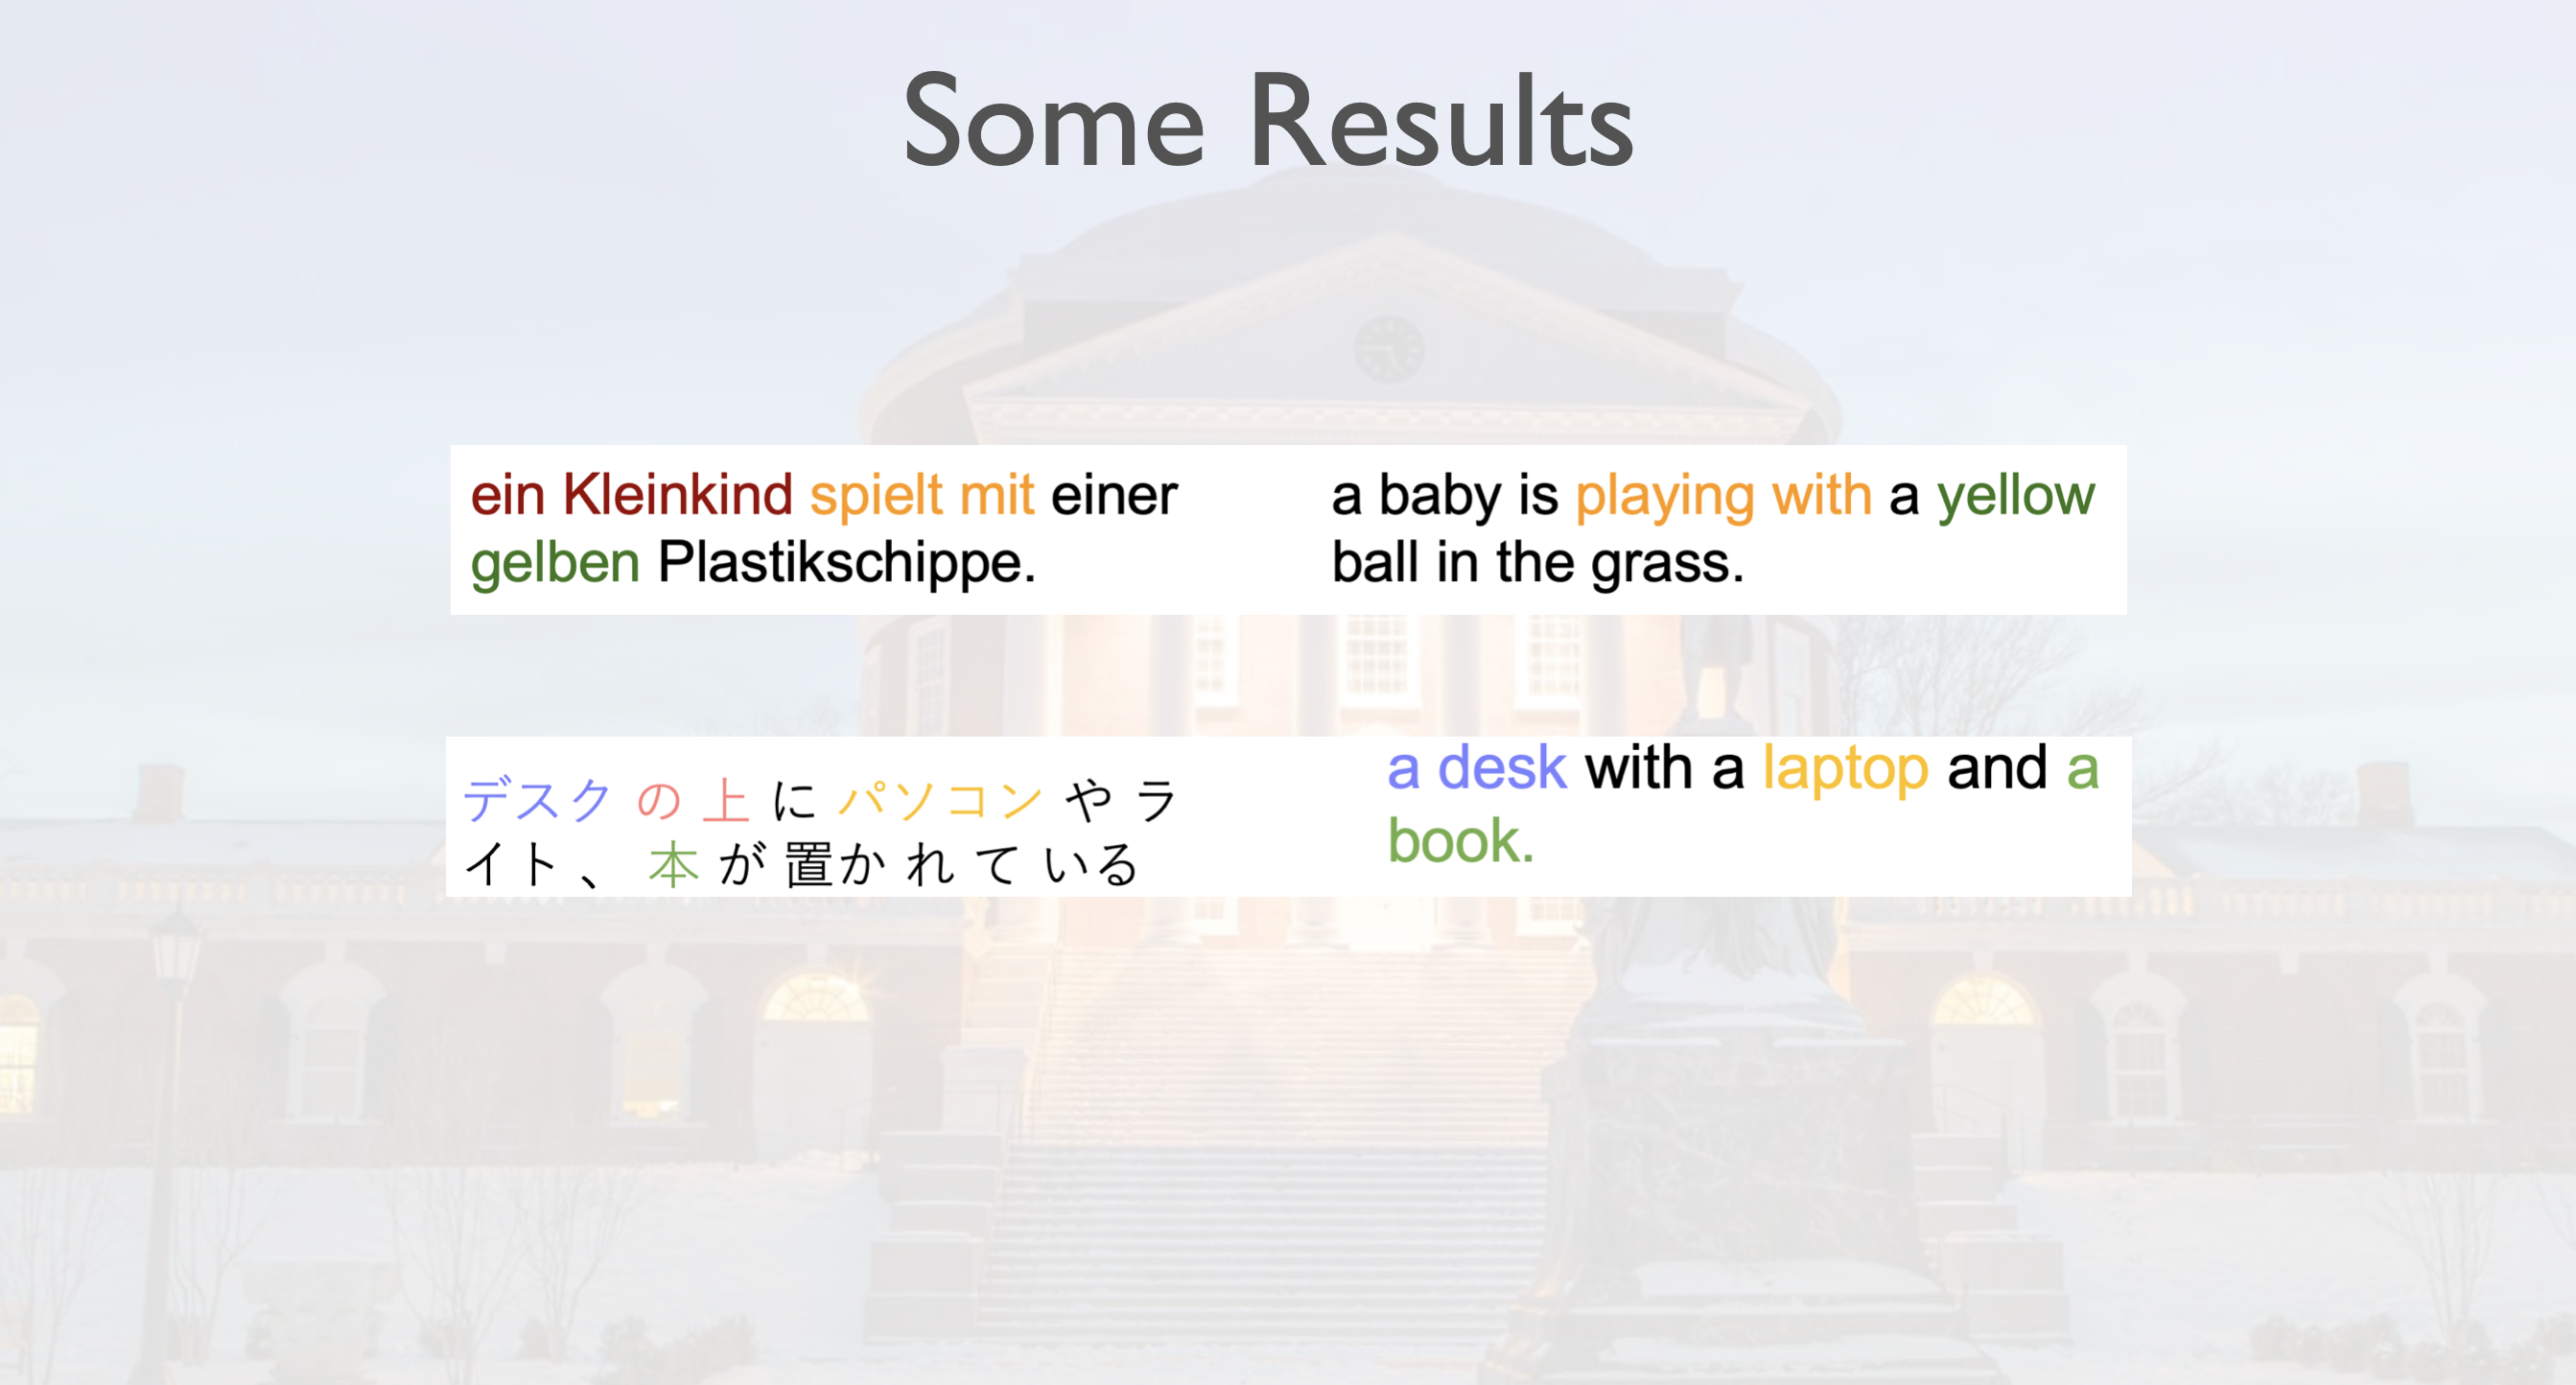 Some Results
ein Kleinkind spielt mit einer
gelben Plastikschippe.
a baby is playing with a yellow
ball in the grass.
デスク の 上 に パソコン や ラ
イト 、 本 が 置か れ て いる
a desk with a laptop and a
book.